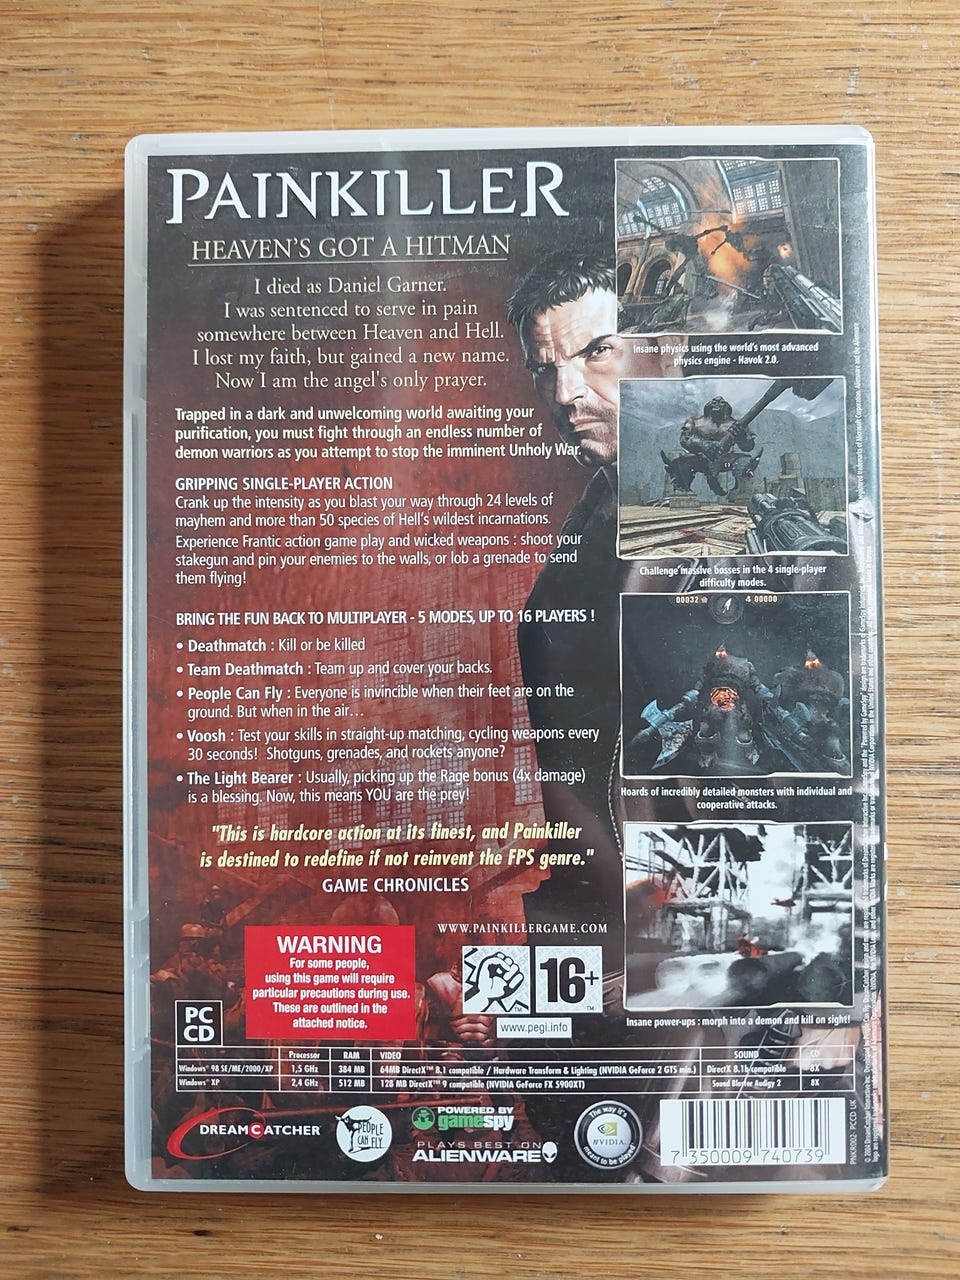 PAINKILLER
HEAVEN'S GOT A HITMAN
I died as Daniel Garner.
I was sentenced to serve in pain
somewhere between Heaven and Hell.
I lost my faith, but gained a new name.
Now I am the angel's only prayer.
Trapped in a dark and unwelcoming world awaiting your
purification, you must fight through an endless number of
demon warriors as you attempt to stop the imminent Unholy War.
GRIPPING SINGLE-PLAYER ACTION
Crank up the intensity as you blast your way through 24 levels of
mayhem and more than 50 species of Hell's wildest incarnations.
Experience Frantic action game play and wicked weapons : shoot your
stakegun and pin your enemies to the walls, or lob a grenade to send
them flying!
BRING THE FUN BACK TO MULTIPLAYER - 5 MODES, UP TO 16 PLAYERS !
• Deathmatch : Kill or be killed
• Team Deathmatch : Team up and cover your backs.
• People Can Fly : Everyone is invincible when their feet are on the
ground. But when in the air...
• Voosh : Test your skills in straight-up matching, cycling weapons every
30 seconds! Shotguns, grenades, and rockets anyone?
• The Light Bearer : Usually, picking up the Rage bonus (4x damage)
is a blessing. Now, this means YOU are the prey!
"This is hardcore action at its finest, and Painkiller
is destined to redefine if not reinvent the FPS genre."
GAME CHRONICLES
Insane physics using the world's most advanced
physics engine - Havok 2.0.
Challenge massive bosses in the 4 single-player
difficulty modes.
00032 00000
Hoards of incredibly detailed monsters with individual and
cooperative attacks.
Insane power-ups : morph into a demon and kill on sight!
WWW.PAINKILLERGAME.COM
WARNING
For some people,
using this game will require
particular precautions during use.
These are outlined in the
attached notice.
PC
CD
TM 16+ TM
www.pegi.info
Processor RAM VIDEO SOUND CD
Windows® 98 SE/ME/2000/XP 1,5 GHz 384 MB 64MB DirectX™ 8.1 compatible / Hardware Transform & Lighting (NVIDIA GeForce 2 GTS min.) DirectX 8.1b compatible 8X
Windows® XP 2,4 GHz 512 MB 128 MB DirectX™ 9 compatible (NVIDIA GeForce FX 5900XT) Sound Blaster Audigy 2 8X
DREAMCATCHER
PEOPLE
CAN FLY
POWERED BY
gamespy
PLAYS BEST ON
ALIENWARE
The way it's
NVIDIA.
meant to be played
7 350009 740739
PNKR002- PCCD UK